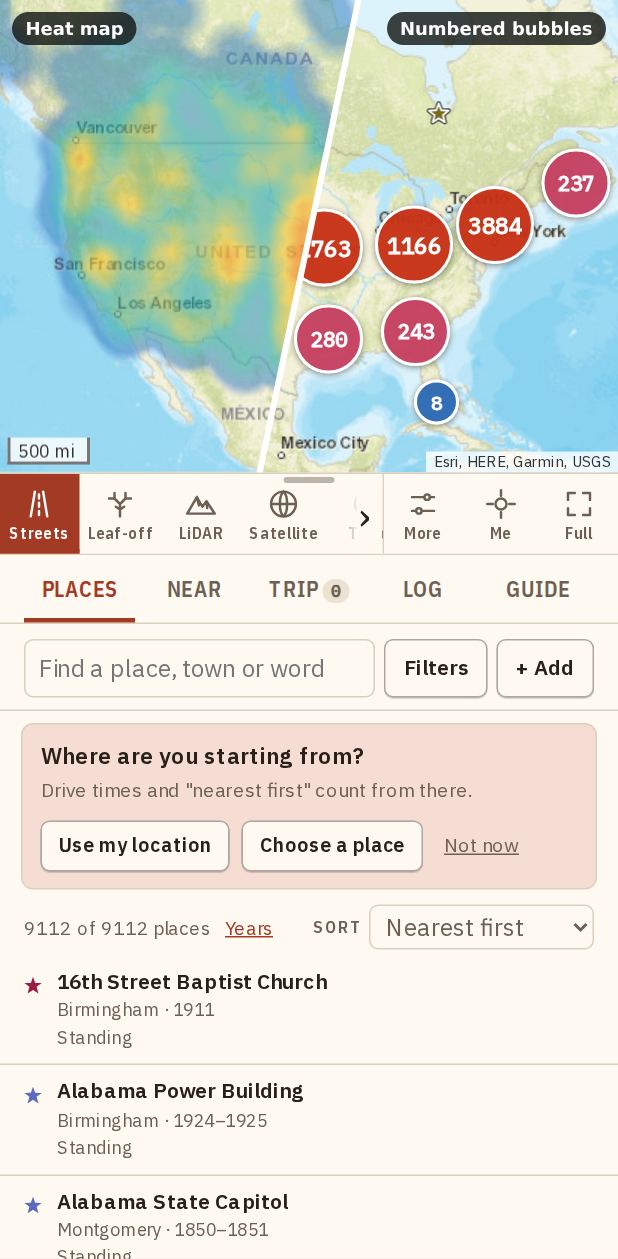 Heat map
Numbered bubbles
CANADA
Vancouver
237
3884
York
763
1166
UNITED
San Francisco
Los Angeles
280
243
8
MÉXICO
Mexico City
500 mi
Esri, HERE, Garmin, USGS
Streets
Leaf-off
LiDAR
Satellite
More
Me
Full
PLACES
NEAR
TRIP 0
LOG
GUIDE
Find a place, town or word
Filters
+ Add
Where are you starting from?
Drive times and "nearest first" count from there.
Use my location
Choose a place
Not now
9112 of 9112 places
Years
SORT
Nearest first
16th Street Baptist Church
Birmingham · 1911
Standing
Alabama Power Building
Birmingham · 1924–1925
Standing
Alabama State Capitol
Montgomery · 1850–1851
Standing